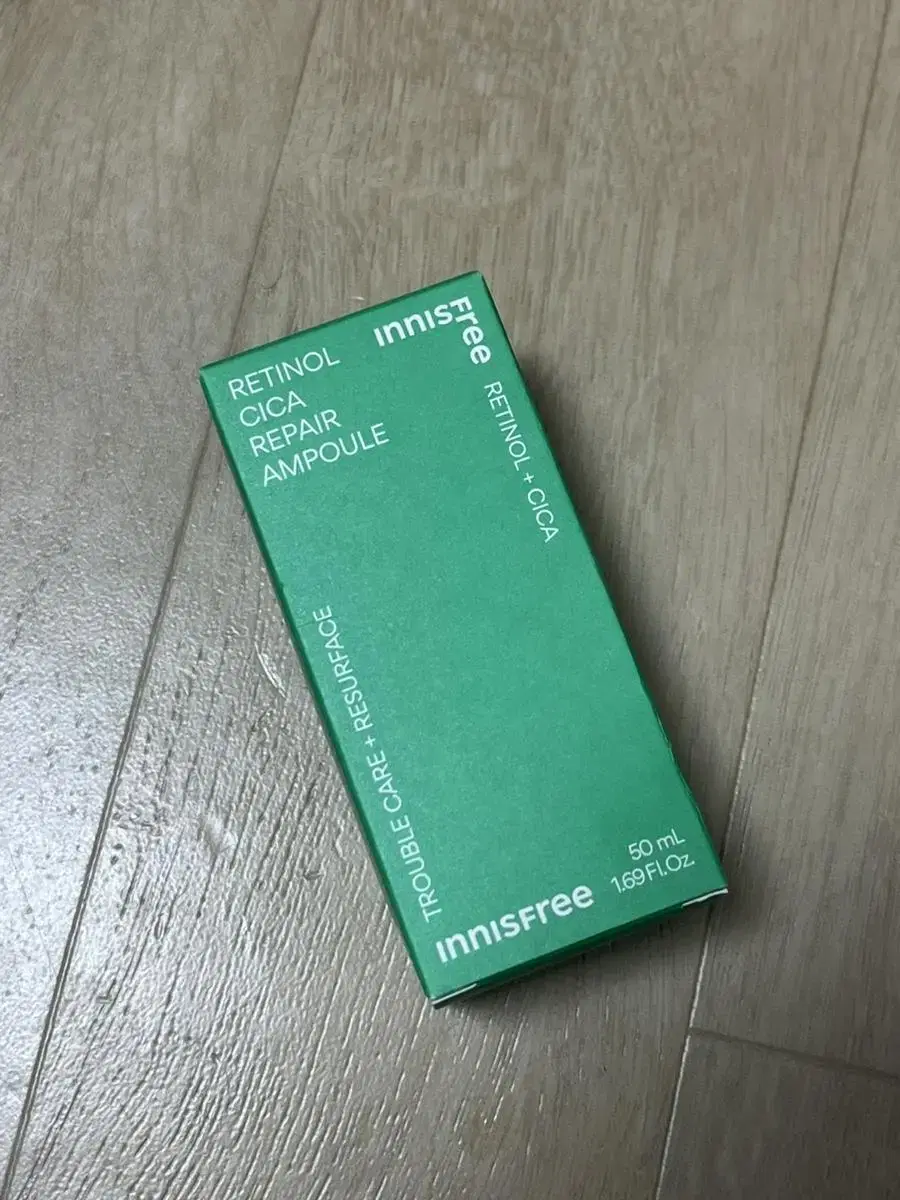 RETINOL
CICA
REPAIR
AMPOULE
INNISFree
RETINOL + CICA
TROUBLE CARE + RESURFACE
INNISFree
50 mL
1.69 Fl.Oz.